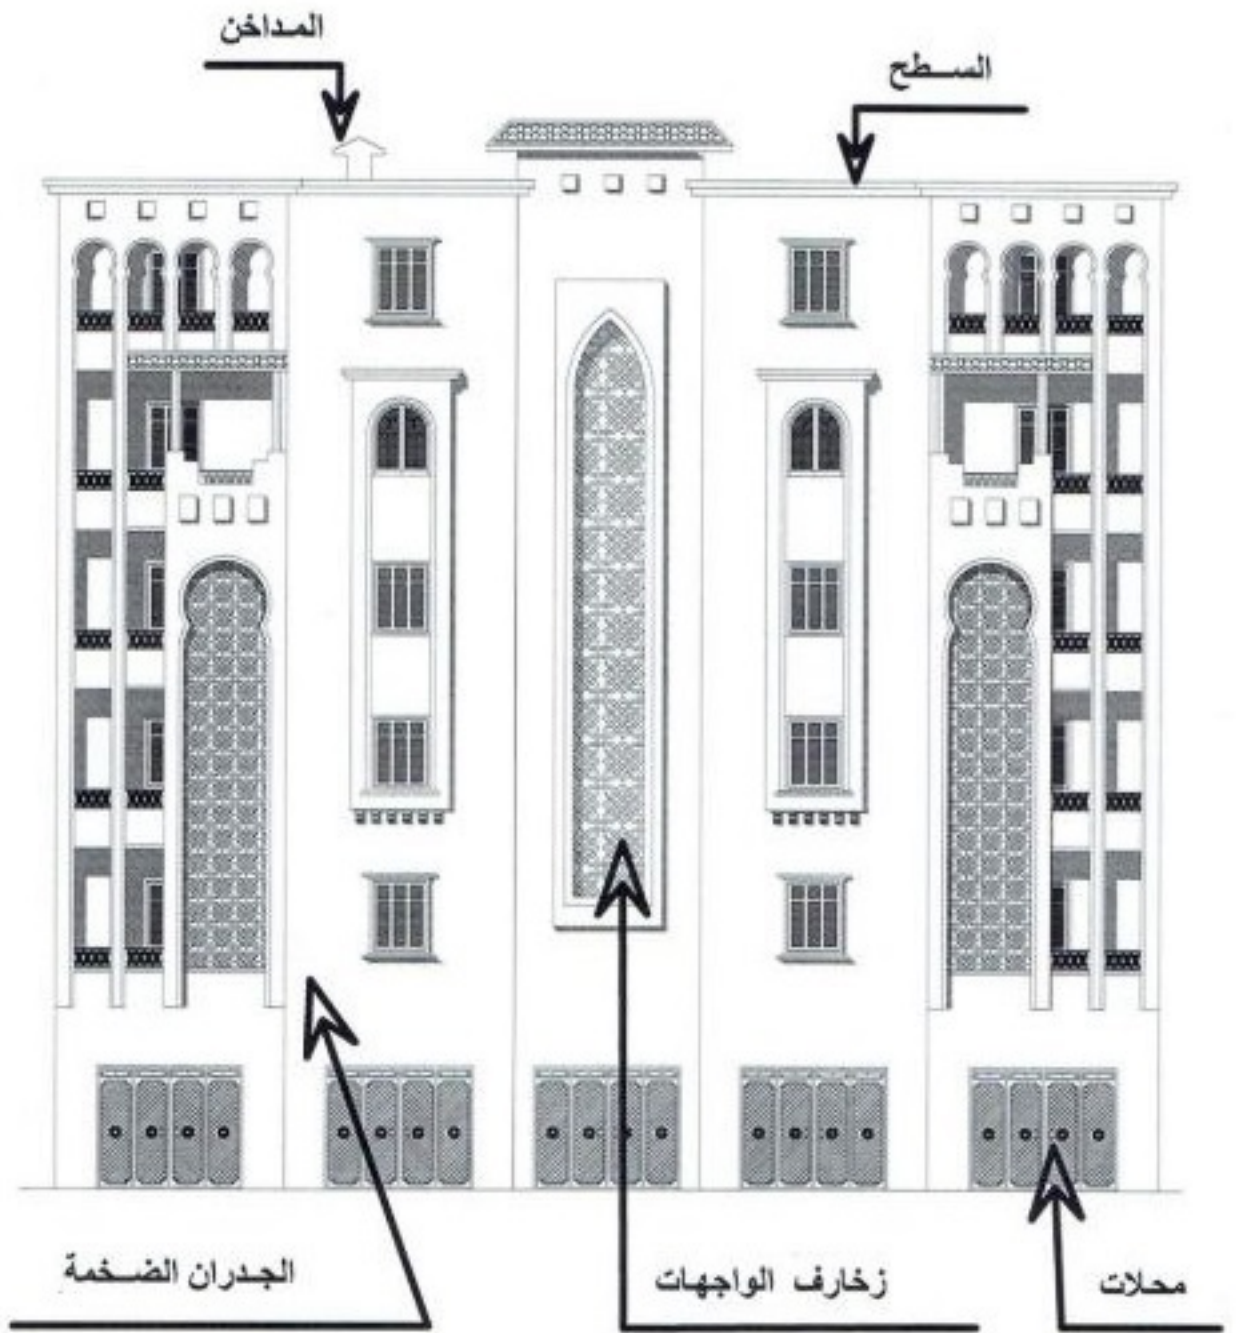 المداخن
السطح
الجدران الضخمة
زخارف الواجهات
محلات